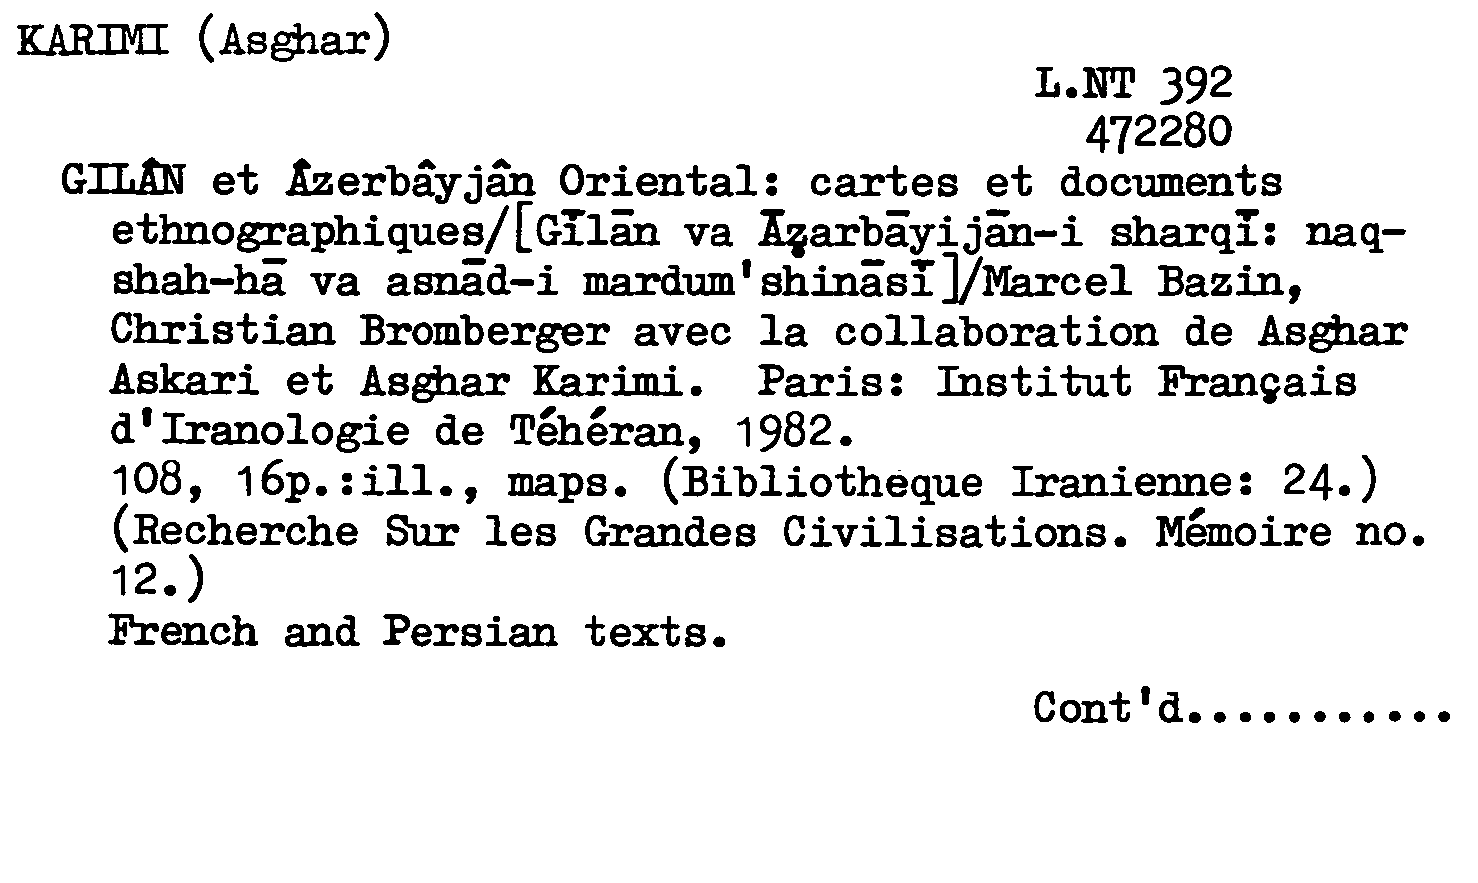 KARIMI (Asghar)
L.NT 392
472280
GILÂN et Âzerbâyjân Oriental: cartes et documents
ethnographiques/[Gīlān va Āẕarbāyijān-i sharqī: naq-
shah-hā va asnād-i mardum'shināsī]/Marcel Bazin,
Christian Bromberger avec la collaboration de Asghar
Askari et Asghar Karimi. Paris: Institut Français
d'Iranologie de Téhéran, 1982.
108, 16p.:ill., maps. (Bibliotheque Iranienne: 24.)
(Recherche Sur les Grandes Civilisations. Mémoire no.
12.)
French and Persian texts.
Cont'd...........